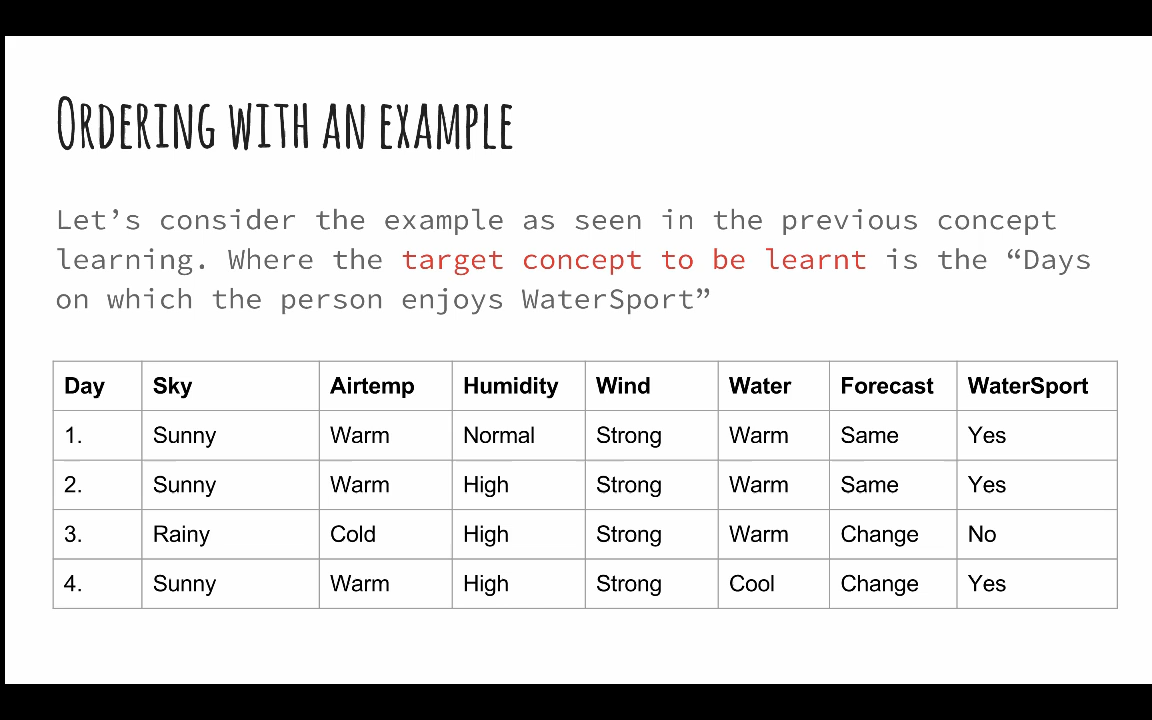 Ordering with an example
Let’s consider the example as seen in the previous concept
learning. Where the target concept to be learnt is the “Days
on which the person enjoys WaterSport”
Day Sky Airtemp Humidity Wind Water Forecast WaterSport
1. Sunny Warm Normal Strong Warm Same Yes
2. Sunny Warm High Strong Warm Same Yes
3. Rainy Cold High Strong Warm Change No
4. Sunny Warm High Strong Cool Change Yes